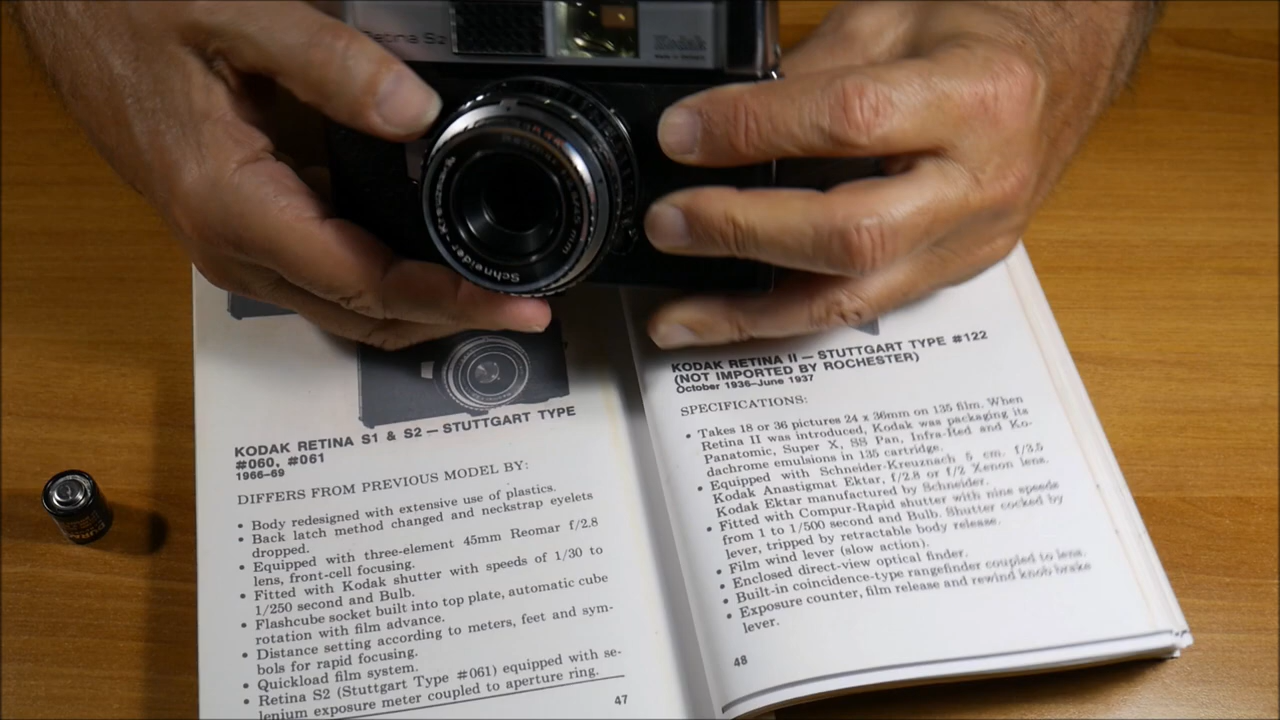 Retina S2
Kodak
Schneider-Kreuznach
45 mm
KODAK RETINA S1 & S2 — STUTTGART TYPE
#060, #061
1966–69
DIFFERS FROM PREVIOUS MODEL BY:
• Body redesigned with extensive use of plastics.
• Back latch method changed and neckstrap eyelets
dropped.
• Equipped with three-element 45mm Reomar f/2.8
lens, front-cell focusing.
• Fitted with Kodak shutter with speeds of 1/30 to
1/250 second and Bulb.
• Flashcube socket built into top plate, automatic cube
rotation with film advance.
• Distance setting according to meters, feet and sym-
bols for rapid focusing.
• Quickload film system.
• Retina S2 (Stuttgart Type #061) equipped with se-
lenium exposure meter coupled to aperture ring.
47
KODAK RETINA II — STUTTGART TYPE #122
(NOT IMPORTED BY ROCHESTER)
October 1936–June 1937
SPECIFICATIONS:
• Takes 18 or 36 pictures 24 x 36mm on 135 film. When
Retina II was introduced, Kodak was packaging its
Panatomic, Super X, SS Pan, Infra-Red and Ko-
dachrome emulsions in 135 cartridge.
• Equipped with Schneider-Kreuznach 5 cm. f/3.5
Kodak Anastigmat Ektar, f/2.8 or f/2 Xenon lens.
Kodak Ektar manufactured by Schneider.
• Fitted with Compur-Rapid shutter with nine speeds
from 1 to 1/500 second and Bulb. Shutter cocked by
lever, tripped by retractable body release.
• Film wind lever (slow action).
• Enclosed direct-view optical finder.
• Built-in coincidence-type rangefinder coupled to lens.
• Exposure counter, film release and rewind knob brake
lever.
48